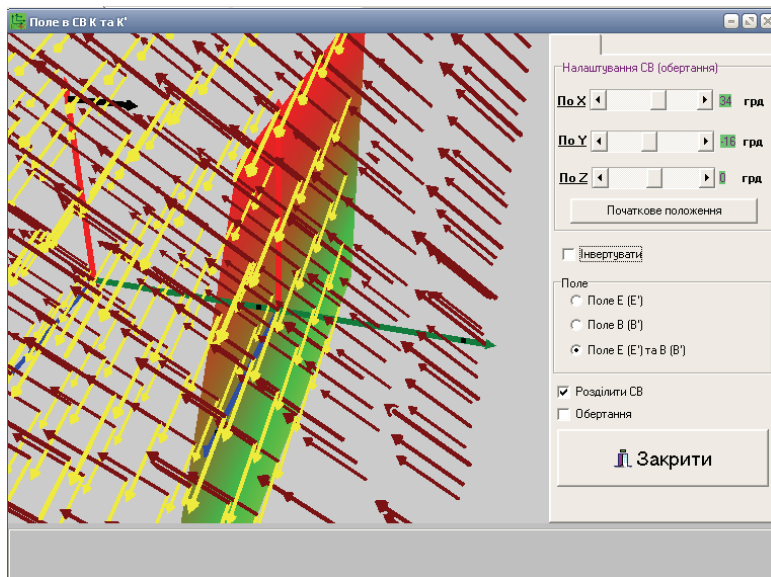 Поле в СВ К та К'
Налаштування СВ (обертання)
По X 34 грд
По Y -16 грд
По Z 0 грд
Початкове положення
Інвертувати
Поле
Поле Е (Е')
Поле В (В')
Поле Е (Е') та В (В')
Розділити СВ
Обертання
Закрити